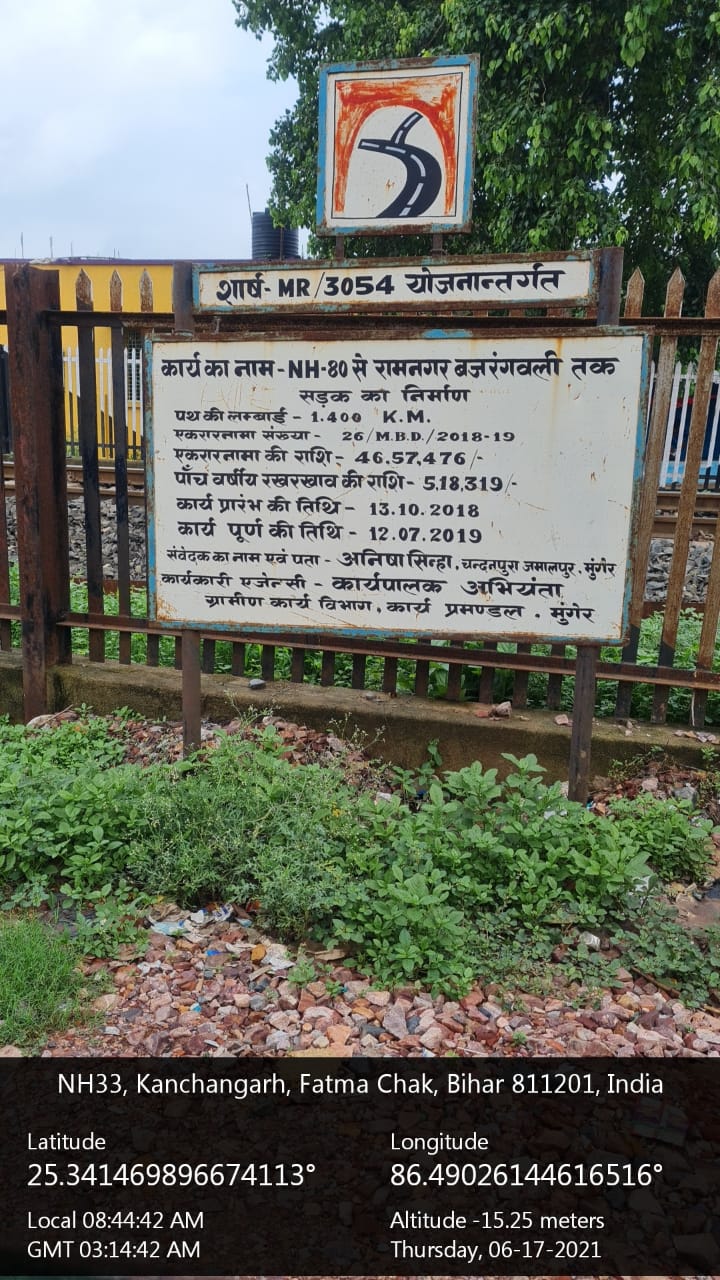 शीर्ष- MR/3054 योजनान्तर्गत
कार्य का नाम - NH-80 से रामनगर बजरंगवली तक
सड़क का निर्माण
पथ की लम्बाई - 1.400 K.M.
एकरारनामा संख्या - 26/M.B.D./2018-19
एकरारनामा की राशि - 46,57,476/-
पाँच वर्षीय रखरखाव की राशि - 5,18,319/-
कार्य प्रारंभ की तिथि - 13.10.2018
कार्य पूर्ण की तिथि - 12.07.2019
संवेदक का नाम एवं पता - अनिषा सिन्हा, चन्दनपुरा जमालपुर, मुंगेर
कार्यकारी एजेन्सी - कार्यपालक अभियंता
ग्रामीण कार्य विभाग, कार्य प्रमण्डल, मुंगेर
NH33, Kanchangarh, Fatma Chak, Bihar 811201, India
Latitude
25.341469896674113°
Longitude
86.49026144616516°
Local 08:44:42 AM
GMT 03:14:42 AM
Altitude -15.25 meters
Thursday, 06-17-2021